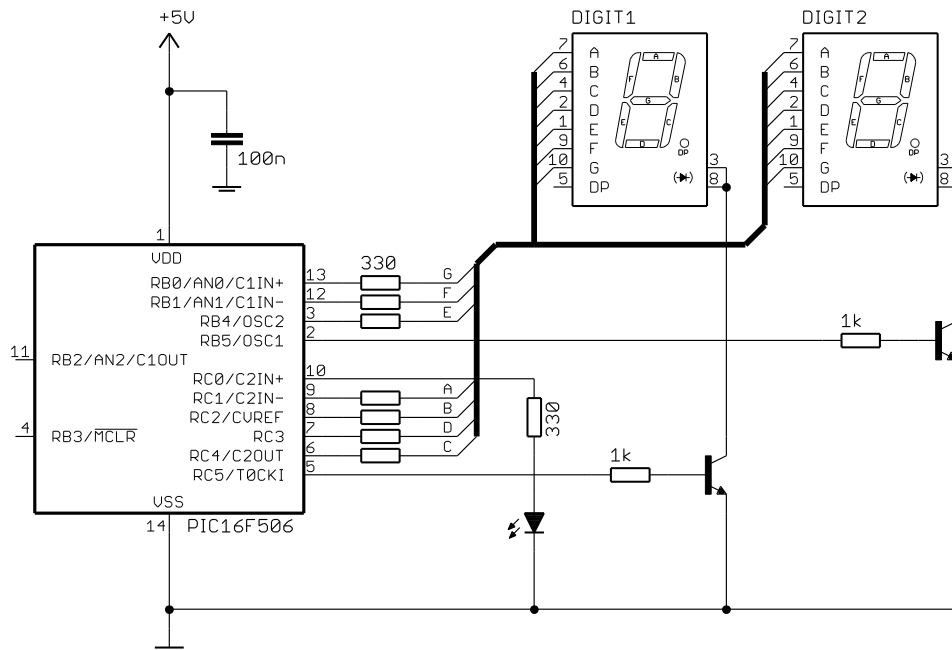 +5V
100n
DIGIT1
7 A
6 B
4 C
2 D
1 E
9 F
10 G
5 DP
3
8
A
F B
G
E C
D
DP
DIGIT2
7 A
6 B
4 C
2 D
1 E
9 F
10 G
5 DP
3
8
A
F B
G
E C
D
DP
1
VDD
RB0/AN0/C1IN+ 13
330
G
RB1/AN1/C1IN- 12
F
RB4/OSC2 3
E
RB5/OSC1 2
1k
11 RB2/AN2/C1OUT
RC0/C2IN+ 10
RC1/C2IN- 9
A
RC2/CVREF 8
B
330
4 RB3/MCLR
RC3 7
D
RC4/C2OUT 6
C
RC5/T0CKI 5
1k
VSS
14
PIC16F506